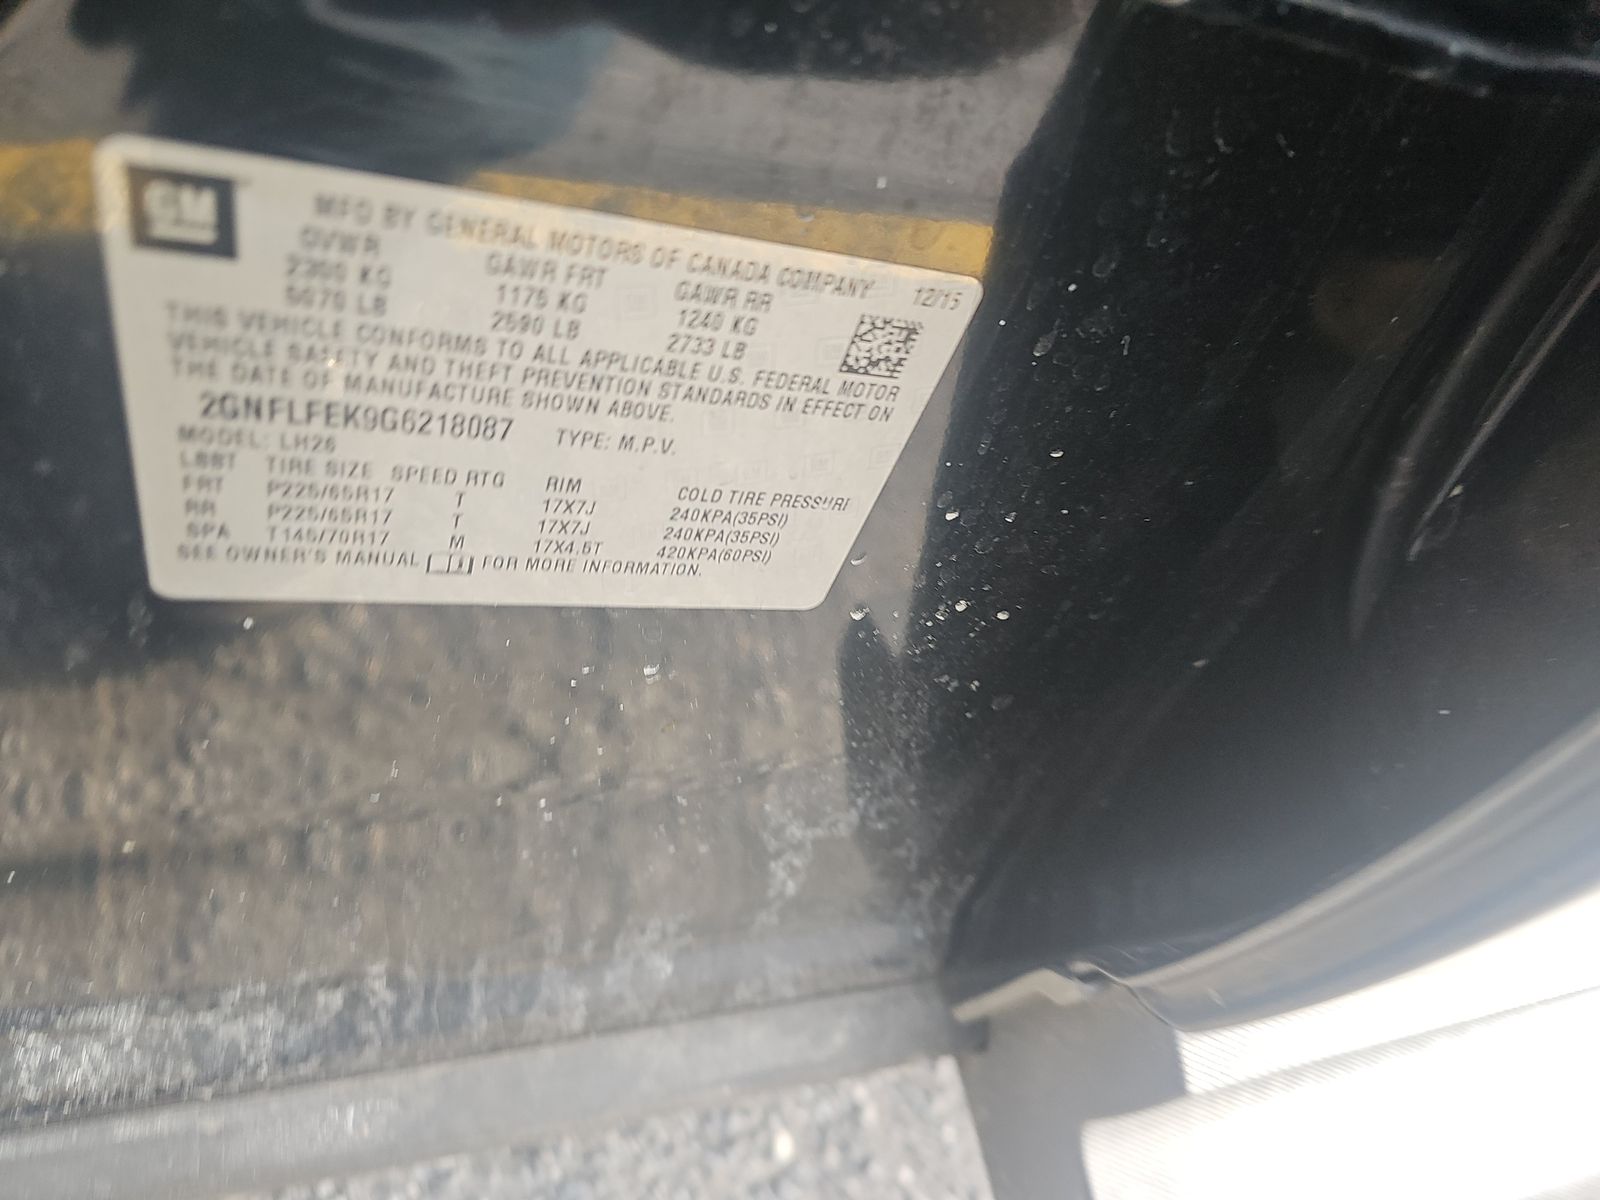 GM
MFD BY GENERAL MOTORS OF CANADA COMPANY 12/15
GVWR GAWR FRT GAWR RR
2300 KG 1175 KG 1240 KG
5070 LB 2590 LB 2733 LB
THIS VEHICLE CONFORMS TO ALL APPLICABLE U.S. FEDERAL MOTOR
VEHICLE SAFETY AND THEFT PREVENTION STANDARDS IN EFFECT ON
THE DATE OF MANUFACTURE SHOWN ABOVE.
2GNFLFEK9G6218087 TYPE: M.P.V.
MODEL: LH26
TIRE SIZE SPEED RTG RIM COLD TIRE PRESSURE
FRT P225/65R17 T 17X7J 240KPA(35PSI)
RR P225/65R17 T 17X7J 240KPA(35PSI)
SPA T145/70R17 M 17X4.5T 420KPA(60PSI)
SEE OWNER'S MANUAL FOR MORE INFORMATION.